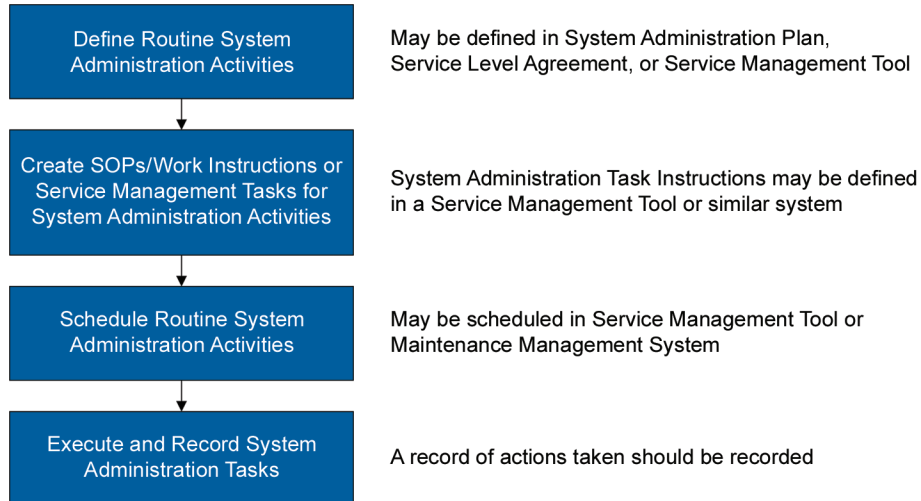 Define Routine System
Administration Activities
May be defined in System Administration Plan,
Service Level Agreement, or Service Management Tool
Create SOPs/Work Instructions or
Service Management Tasks for
System Administration Activities
System Administration Task Instructions may be defined
in a Service Management Tool or similar system
Schedule Routine System
Administration Activities
May be scheduled in Service Management Tool or
Maintenance Management System
Execute and Record System
Administration Tasks
A record of actions taken should be recorded